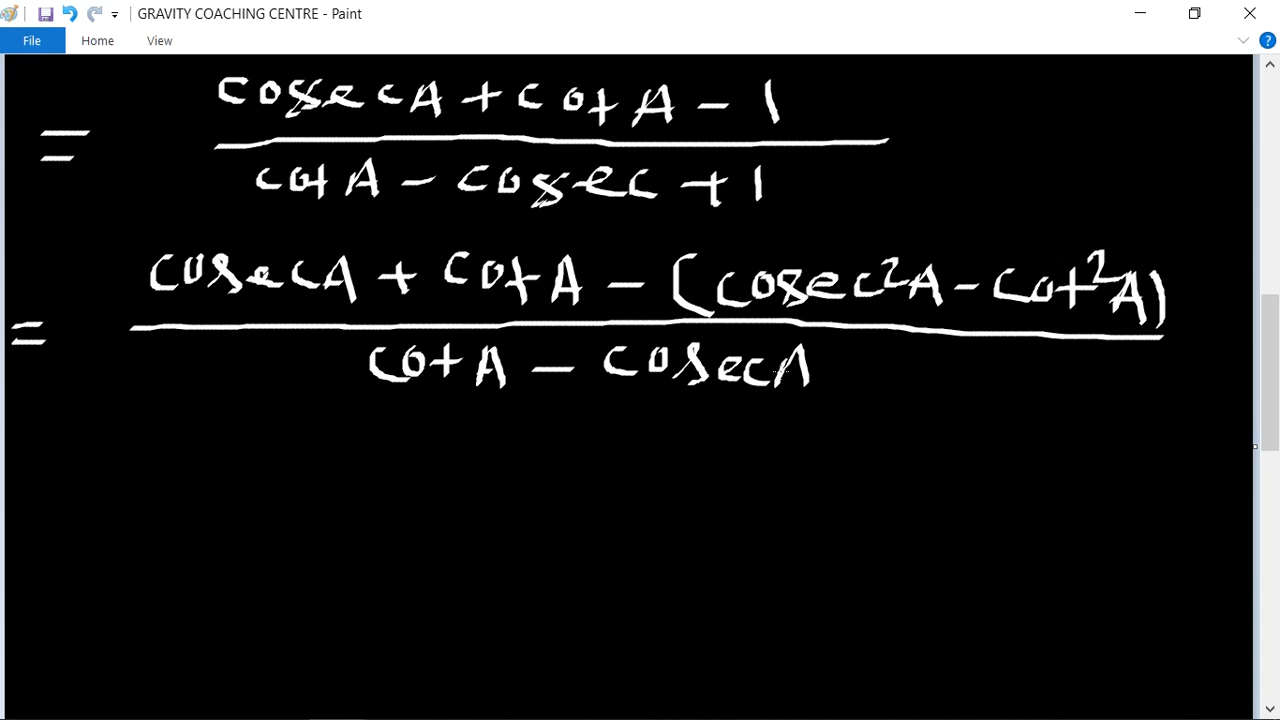 GRAVITY COACHING CENTRE - Paint
File Home View
cosecA + cotA - 1
=
cotA - cosec + 1
cosecA + cotA - (cosec²A - cot²A)
=
cotA - cosecA